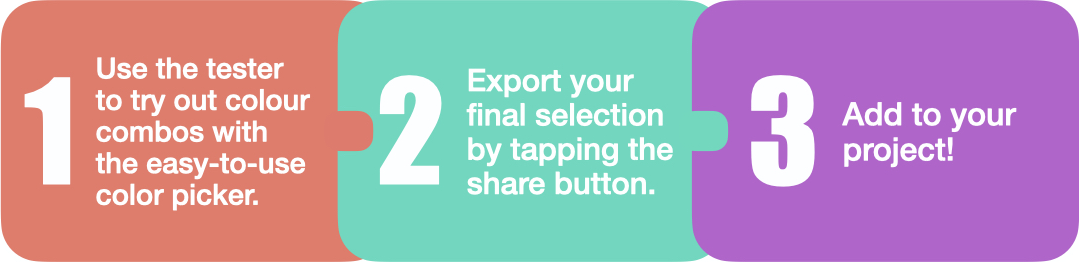 1
Use the tester
to try out colour
combos with
the easy-to-use
color picker.
2
Export your
final selection
by tapping the
share button.
3
Add to your
project!